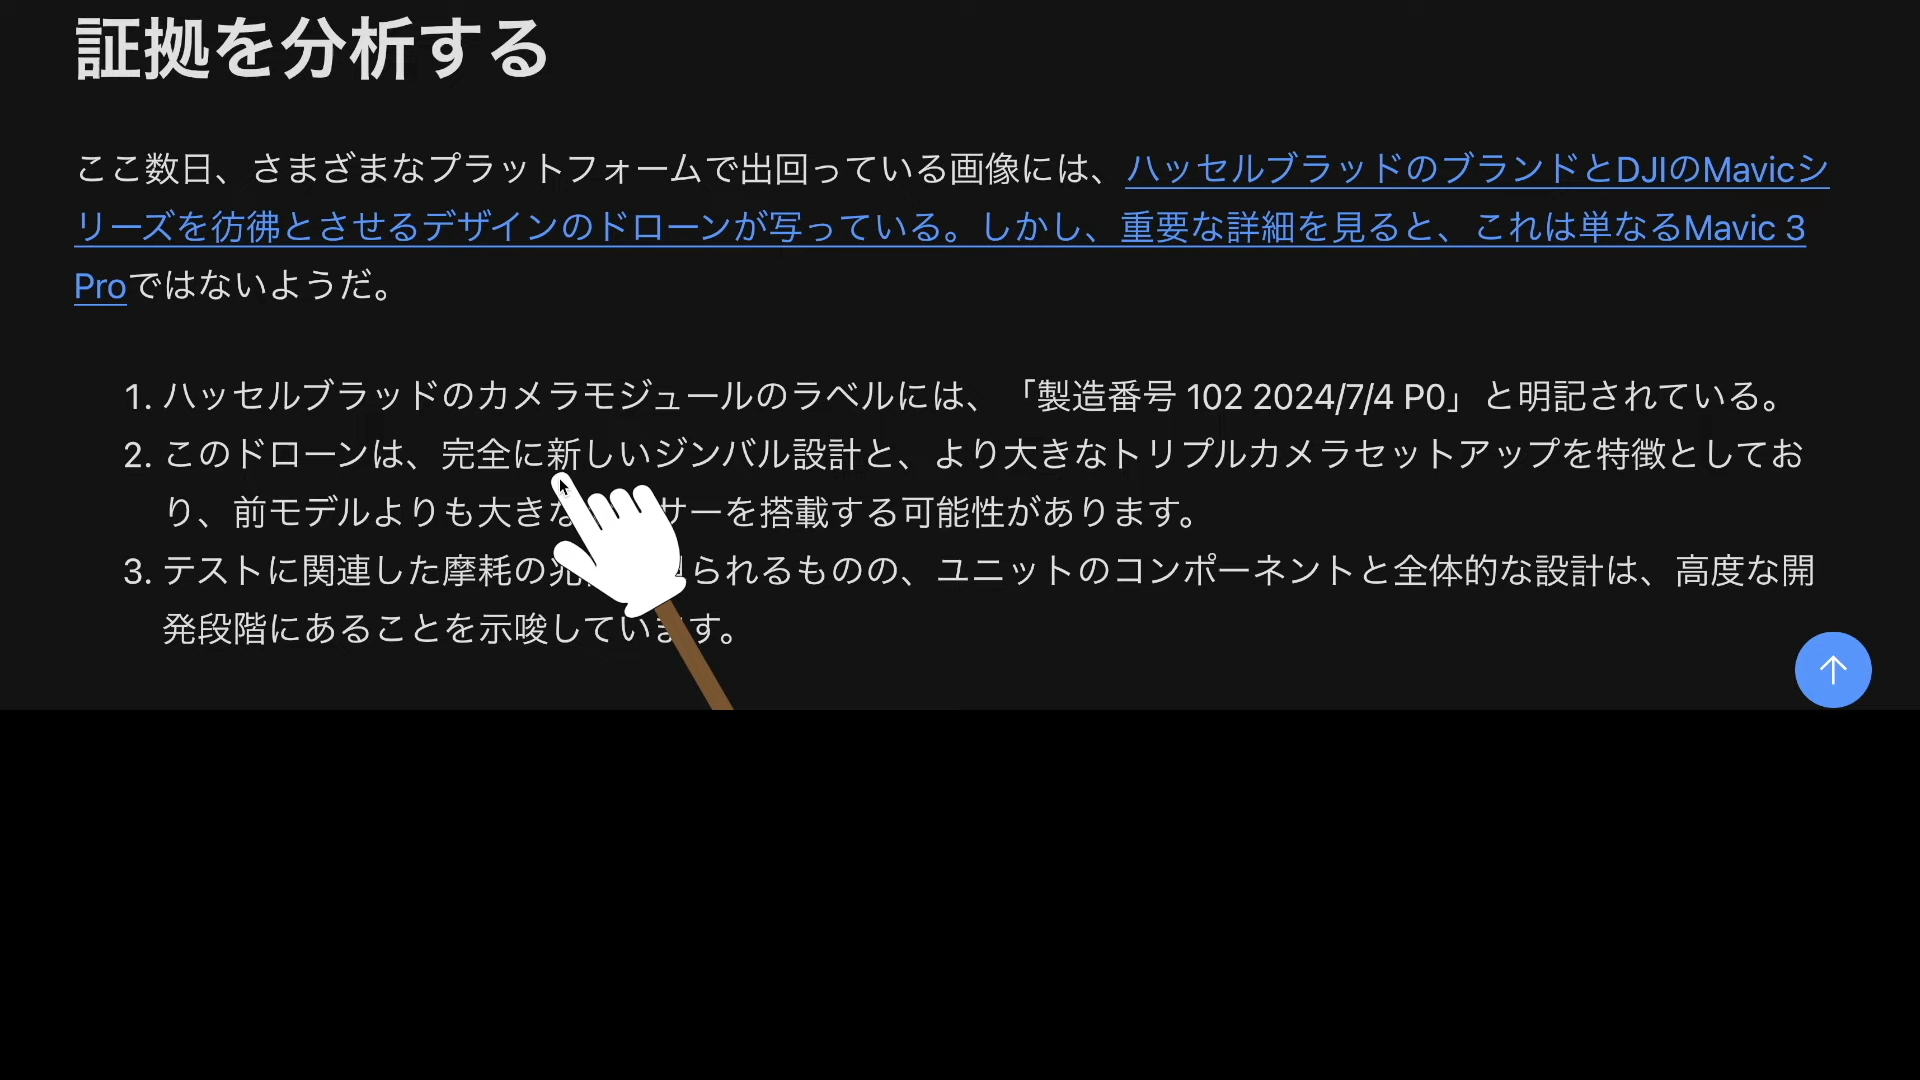 証拠を分析する
ここ数日、さまざまなプラットフォームで出回っている画像には、ハッセルブラッドのブランドとDJIのMavicシ
リーズを彷彿とさせるデザインのドローンが写っている。しかし、重要な詳細を見ると、これは単なるMavic 3
Proではないようだ。
1. ハッセルブラッドのカメラモジュールのラベルには、「製造番号 102 2024/7/4 P0」と明記されている。
2. このドローンは、完全に新しいジンバル設計と、より大きなトリプルカメラセットアップを特徴としてお
り、前モデルよりも大きな サーを搭載する可能性があります。
3. テストに関連した摩耗の られるものの、ユニットのコンポーネントと全体的な設計は、高度な開
発段階にあることを示唆しています。